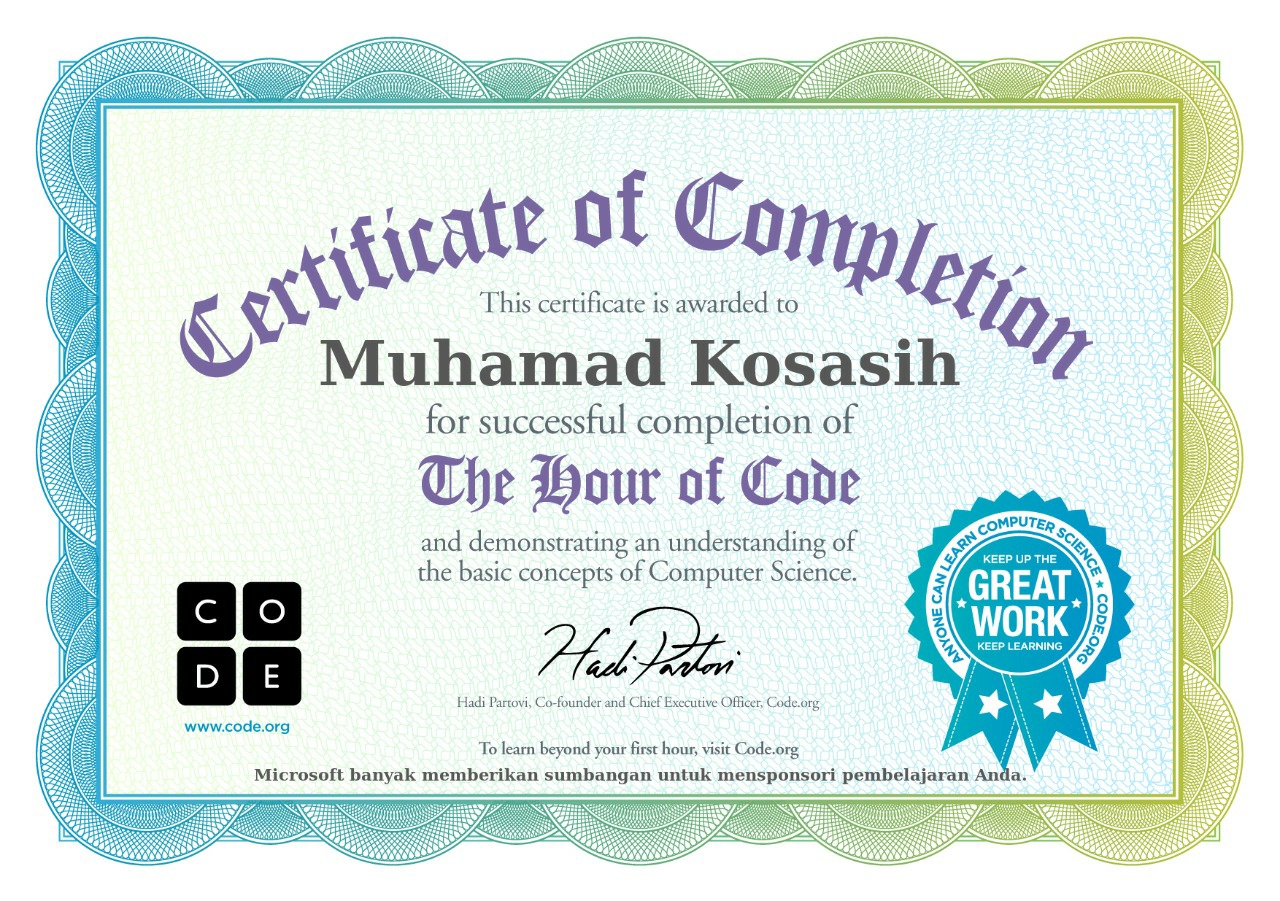 Certificate of Completion
This certificate is awarded to
Muhamad Kosasih
for successful completion of
The Hour of Code
and demonstrating an understanding of
the basic concepts of Computer Science.
C O
D E
www.code.org
Hadi Partovi
Hadi Partovi, Co-founder and Chief Executive Officer, Code.org
ANYONE CAN LEARN COMPUTER SCIENCE ★ CODE.ORG
KEEP UP THE
GREAT
WORK
KEEP LEARNING
To learn beyond your first hour, visit Code.org
Microsoft banyak memberikan sumbangan untuk mensponsori pembelajaran Anda.